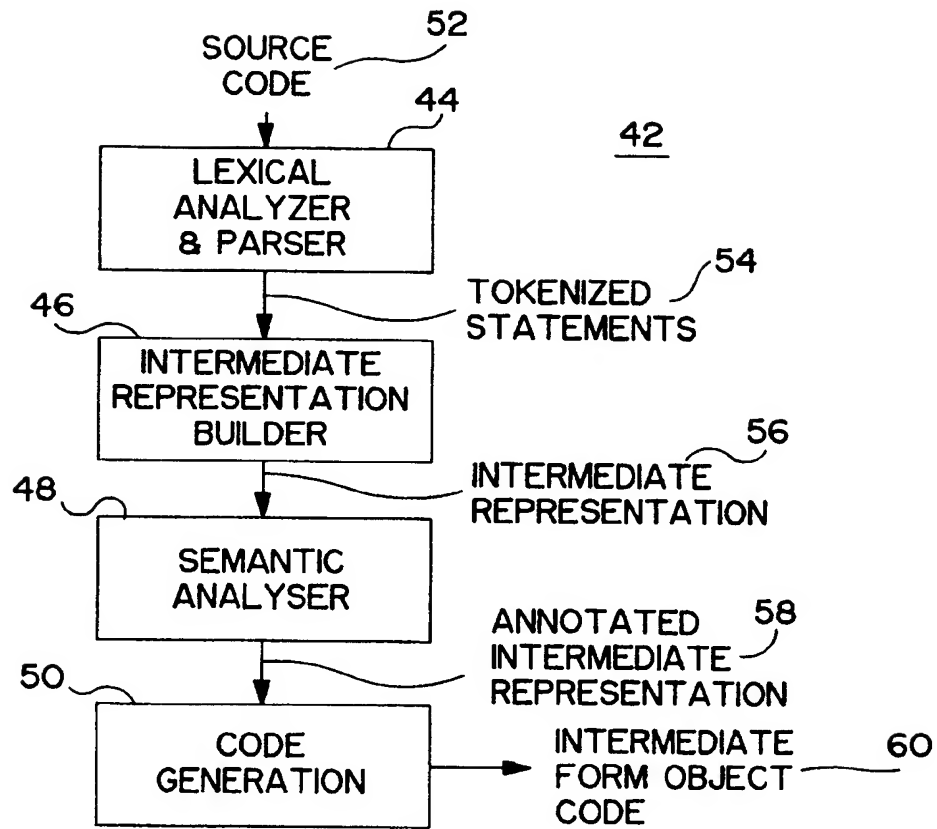 52
SOURCE
CODE
44
42
LEXICAL
ANALYZER
& PARSER
54
TOKENIZED
STATEMENTS
46
INTERMEDIATE
REPRESENTATION
BUILDER
56
INTERMEDIATE
REPRESENTATION
48
SEMANTIC
ANALYSER
58
ANNOTATED
INTERMEDIATE
REPRESENTATION
50
CODE
GENERATION
INTERMEDIATE
FORM OBJECT
CODE
60